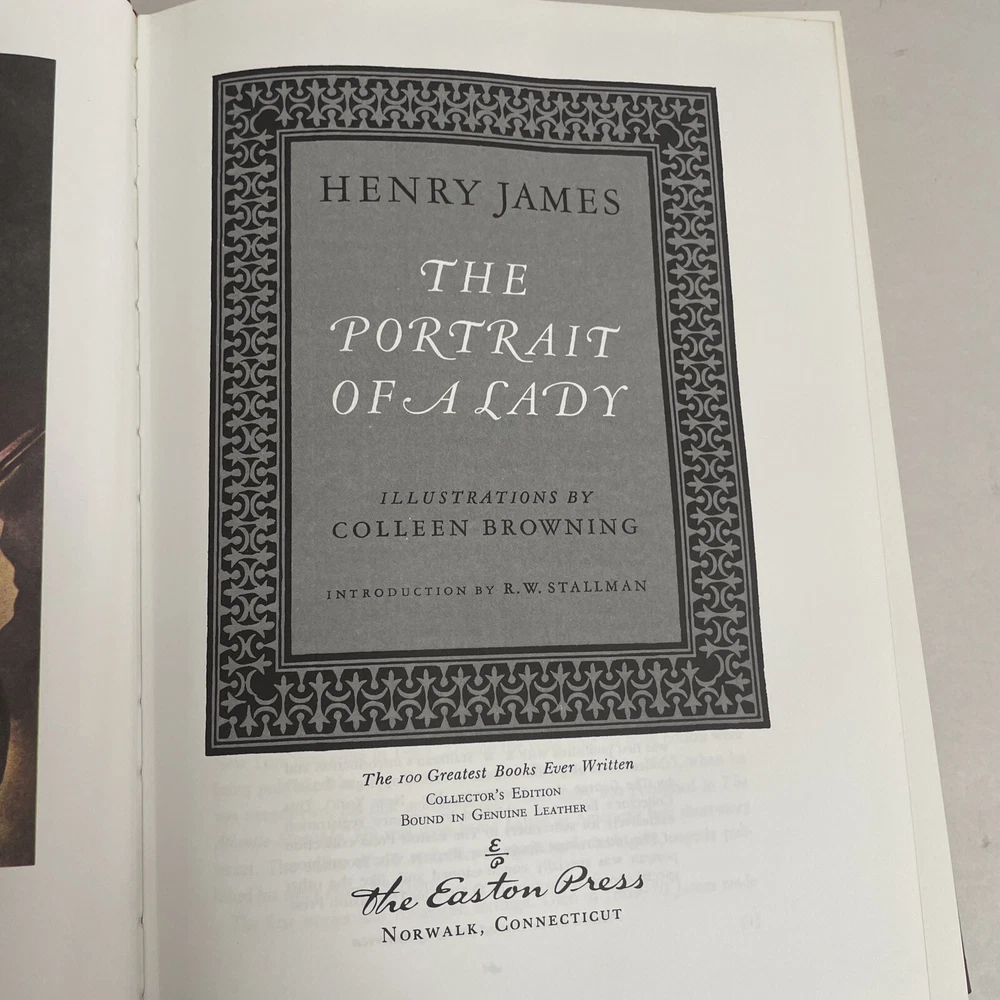 HENRY JAMES
THE
PORTRAIT
OF A LADY
ILLUSTRATIONS BY
COLLEEN BROWNING
INTRODUCTION BY R. W. STALLMAN
The 100 Greatest Books Ever Written
COLLECTOR'S EDITION
BOUND IN GENUINE LEATHER
E
P
The Easton Press
NORWALK, CONNECTICUT